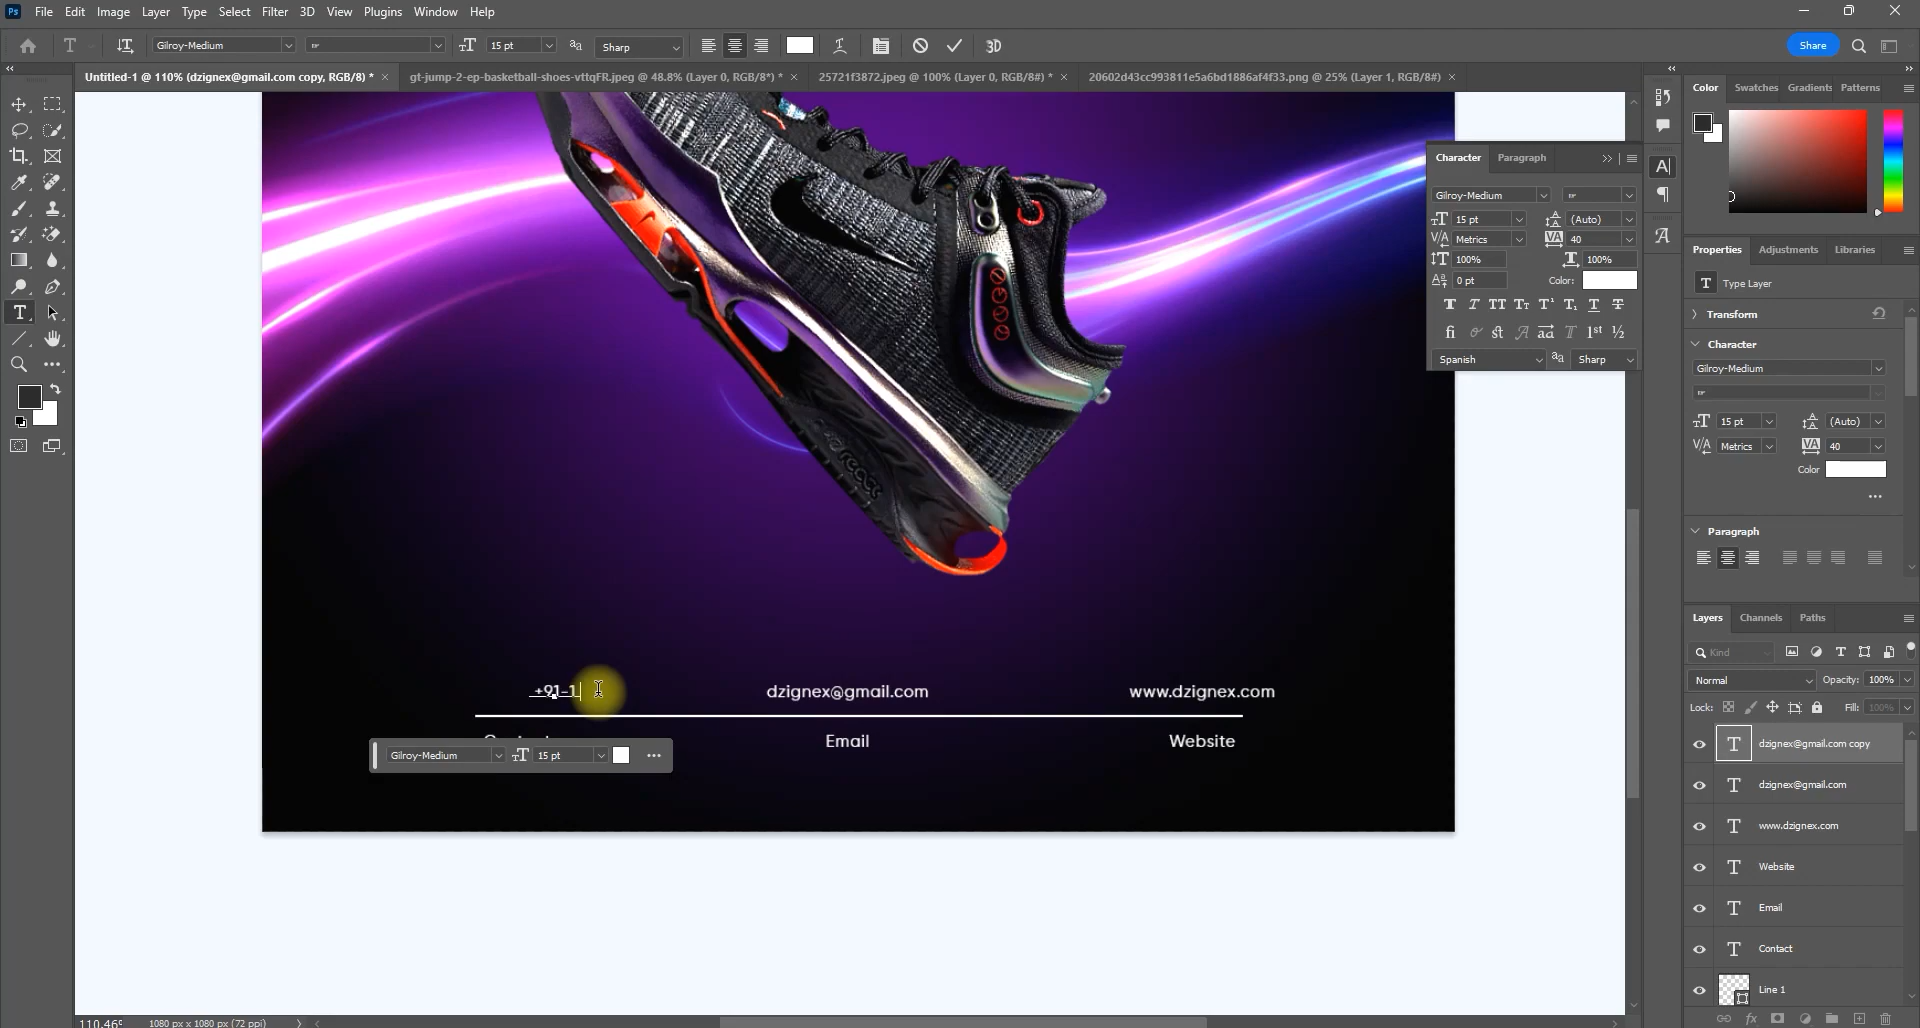 Ps File Edit Image Layer Type Select Filter 3D View Plugins Window Help
T Gilroy-Medium 15 pt Sharp 3D Share
Untitled-1 @ 110% (dzignex@gmail.com copy, RGB/8) * × gt-jump-2-ep-basketball-shoes-vttqFR.jpeg @ 48.8% (Layer 0, RGB/8*) * × 25721f3872.jpeg @ 100% (Layer 0, RGB/8#) * × 20602d43cc993811e5a6bd1886af4f33.png @ 25% (Layer 1, RGB/8#) ×
Color Swatches Gradients Patterns
Character Paragraph
Gilroy-Medium
15 pt (Auto)
Metrics 40
100% 100%
0 pt Color:
Spanish Sharp
Properties Adjustments Libraries
T Type Layer
Transform
Character
Gilroy-Medium
15 pt (Auto)
Metrics 40
Color
Paragraph
react
+91-1 dzignex@gmail.com www.dzignex.com
Email Website
Gilroy-Medium 15 pt
Layers Channels Paths
Kind
Normal Opacity: 100%
Lock: Fill: 100%
T dzignex@gmail.com copy
T dzignex@gmail.com
T www.dzignex.com
T Website
T Email
T Contact
Line 1
110.46% 1080 px x 1080 px (72 ppi)